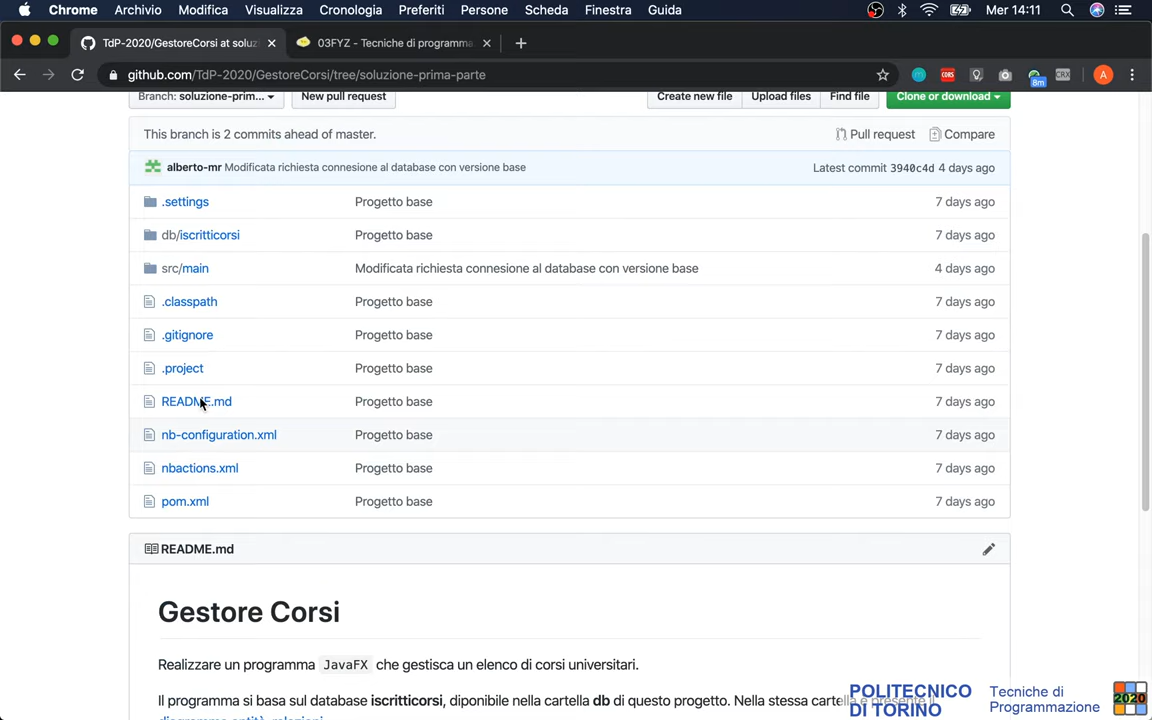 Chrome Archivio Modifica Visualizza Cronologia Preferiti Persone Scheda Finestra Guida Mer 14:11
TdP-2020/GestoreCorsi at soluz 03FYZ - Tecniche di programma
github.com/TdP-2020/GestoreCorsi/tree/soluzione-prima-parte CORS 8m CRX A
Branch: soluzione-prim... New pull request Create new file Upload files Find file Clone or download
This branch is 2 commits ahead of master. Pull request Compare
alberto-mr Modificata richiesta connesione al database con versione base Latest commit 3940c4d 4 days ago
.settings Progetto base 7 days ago
db/iscritticorsi Progetto base 7 days ago
src/main Modificata richiesta connesione al database con versione base 4 days ago
.classpath Progetto base 7 days ago
.gitignore Progetto base 7 days ago
.project Progetto base 7 days ago
README.md Progetto base 7 days ago
nb-configuration.xml Progetto base 7 days ago
nbactions.xml Progetto base 7 days ago
pom.xml Progetto base 7 days ago
README.md
Gestore Corsi
Realizzare un programma JavaFX che gestisca un elenco di corsi universitari.
Il programma si basa sul database iscritticorsi, diponibile nella cartella db di questo progetto. Nella stessa cartella è presente il
diagramma entità-relazioni
POLITECNICO
DI TORINO
Tecniche di
Programmazione
2020